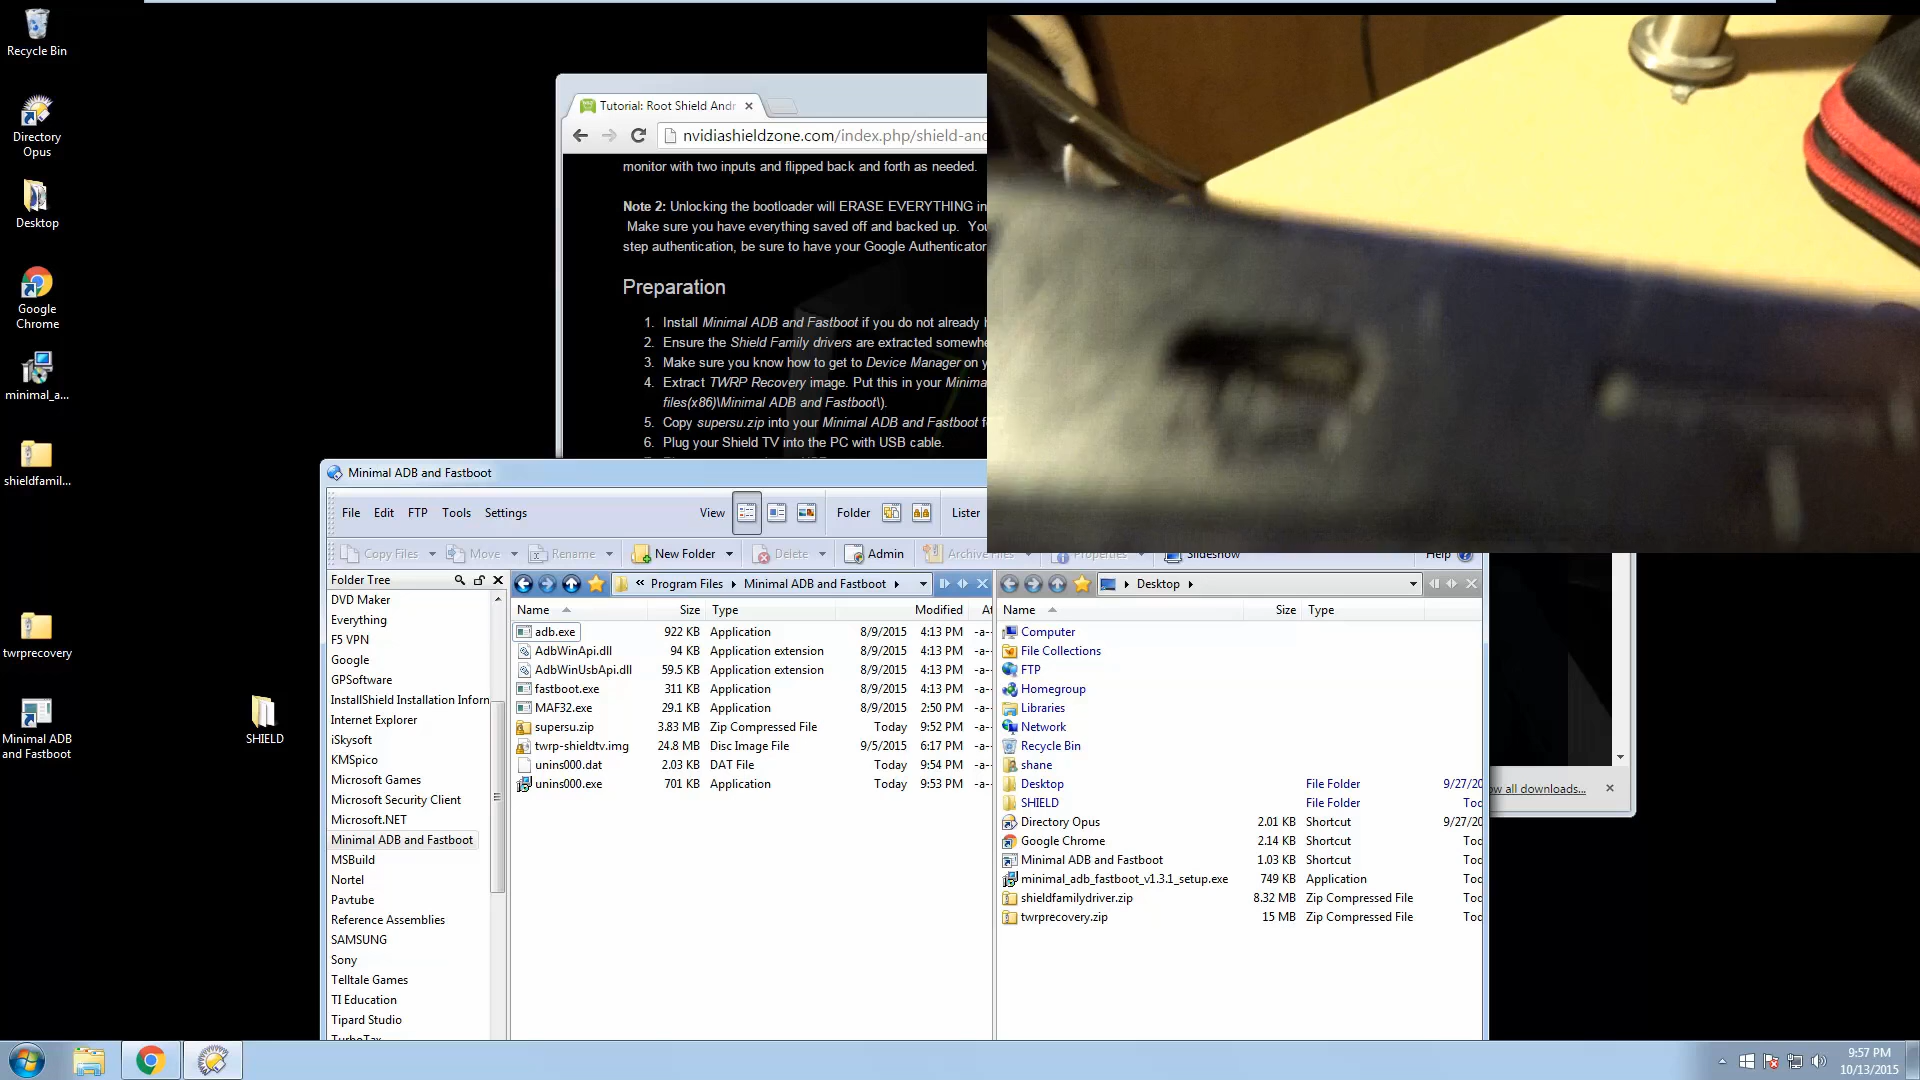 Recycle Bin
Directory
Opus
Desktop
Google
Chrome
minimal_a...
shieldfamil...
twrprecovery
Minimal ADB
and Fastboot
SHIELD
Tutorial: Root Shield Andr
nvidiashieldzone.com/index.php/shield-and
monitor with two inputs and flipped back and forth as needed.
Note 2: Unlocking the bootloader will ERASE EVERYTHING in
Make sure you have everything saved off and backed up. You
step authentication, be sure to have your Google Authenticator
Preparation
1. Install Minimal ADB and Fastboot if you do not already h
2. Ensure the Shield Family drivers are extracted somewhe
3. Make sure you know how to get to Device Manager on y
4. Extract TWRP Recovery image. Put this in your Minima
files(x86)\Minimal ADB and Fastboot\).
5. Copy supersu.zip into your Minimal ADB and Fastboot f
6. Plug your Shield TV into the PC with USB cable.
Minimal ADB and Fastboot
File Edit FTP Tools Settings View Folder Lister
Copy Files Move Rename New Folder Delete Admin Archive Files Properties Slideshow Help
Folder Tree
DVD Maker
Everything
F5 VPN
Google
GPSoftware
InstallShield Installation Inforn
Internet Explorer
iSkysoft
KMSpico
Microsoft Games
Microsoft Security Client
Microsoft.NET
Minimal ADB and Fastboot
MSBuild
Nortel
Pavtube
Reference Assemblies
SAMSUNG
Sony
Telltale Games
TI Education
Tipard Studio
TurboTax
« Program Files Minimal ADB and Fastboot
Name Size Type Modified At
adb.exe 922 KB Application 8/9/2015 4:13 PM -a--
AdbWinApi.dll 94 KB Application extension 8/9/2015 4:13 PM -a--
AdbWinUsbApi.dll 59.5 KB Application extension 8/9/2015 4:13 PM -a--
fastboot.exe 311 KB Application 8/9/2015 4:13 PM -a--
MAF32.exe 29.1 KB Application 8/9/2015 2:50 PM -a--
supersu.zip 3.83 MB Zip Compressed File Today 9:52 PM -a--
twrp-shieldtv.img 24.8 MB Disc Image File 9/5/2015 6:17 PM -a--
unins000.dat 2.03 KB DAT File Today 9:54 PM -a--
unins000.exe 701 KB Application Today 9:53 PM -a--
Desktop
Name Size Type
Computer
File Collections
FTP
Homegroup
Libraries
Network
Recycle Bin
shane
Desktop File Folder 9/27/20
SHIELD File Folder Toc
Directory Opus 2.01 KB Shortcut 9/27/20
Google Chrome 2.14 KB Shortcut Toc
Minimal ADB and Fastboot 1.03 KB Shortcut Toc
minimal_adb_fastboot_v1.3.1_setup.exe 749 KB Application Toc
shieldfamilydriver.zip 8.32 MB Zip Compressed File Toc
twrprecovery.zip 15 MB Zip Compressed File Toc
ow all downloads...
9:57 PM
10/13/2015